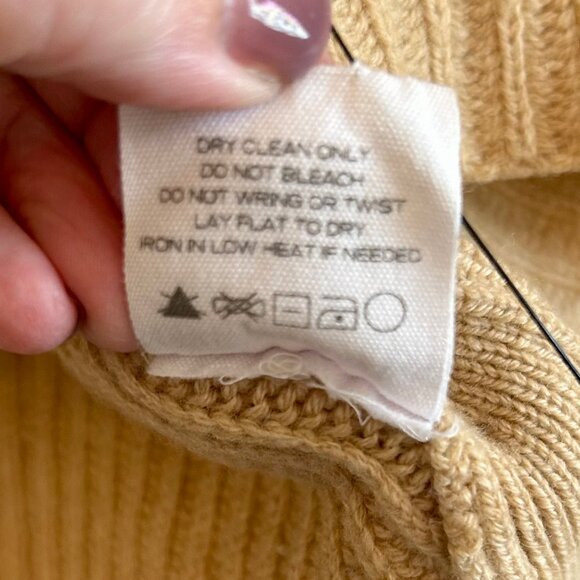 DRY CLEAN ONLY
DO NOT BLEACH
DO NOT WRING OR TWIST
LAY FLAT TO DRY
IRON IN LOW HEAT IF NEEDED